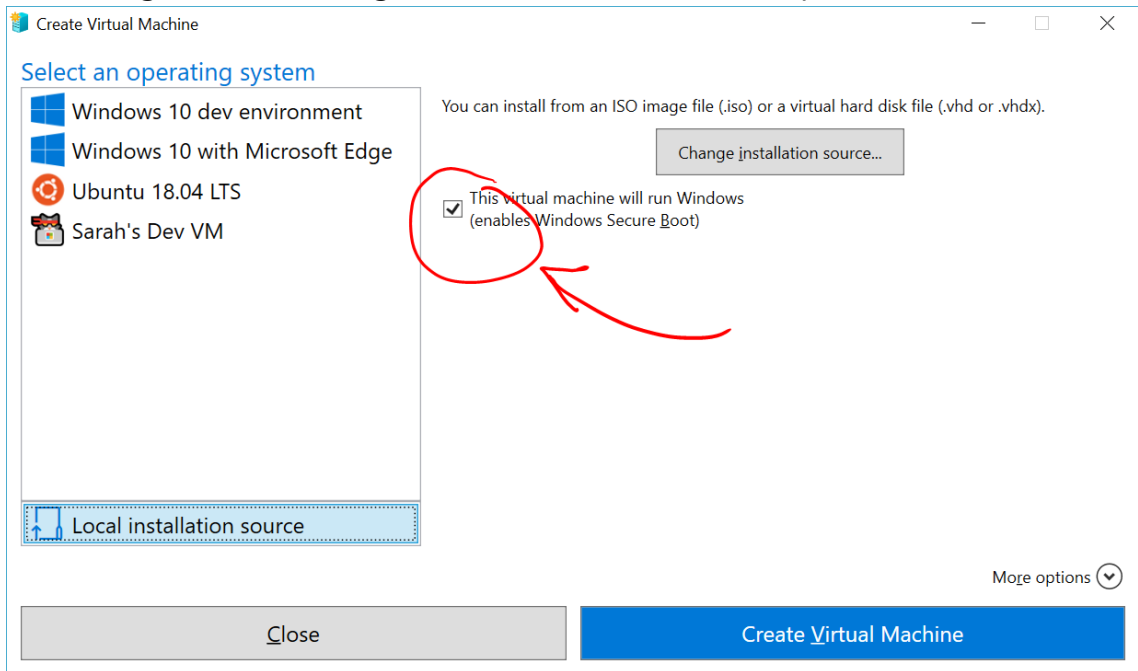 Create Virtual Machine
Select an operating system
Windows 10 dev environment
Windows 10 with Microsoft Edge
Ubuntu 18.04 LTS
Sarah's Dev VM
Local installation source
You can install from an ISO image file (.iso) or a virtual hard disk file (.vhd or .vhdx).
Change installation source...
This virtual machine will run Windows
(enables Windows Secure Boot)
More options
Close
Create Virtual Machine